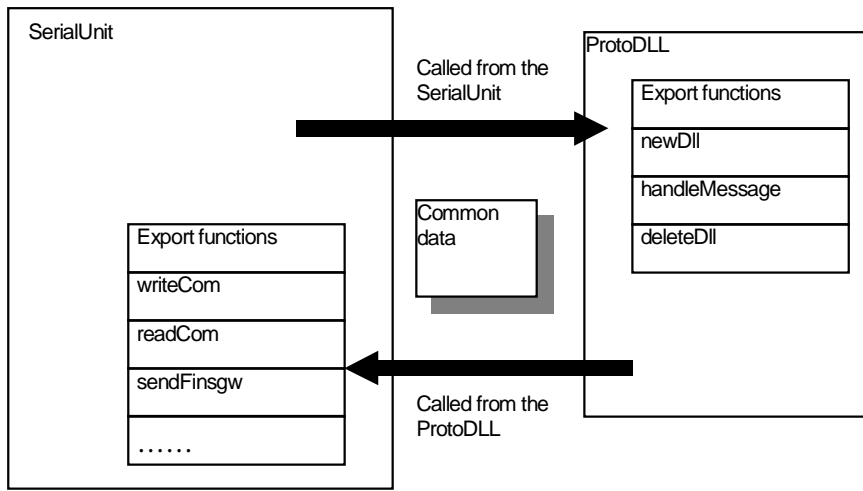 SerialUnit
Export functions
writeCom
readCom
sendFinsgw
……
Called from the
SerialUnit
Common
data
Called from the
ProtoDLL
ProtoDLL
Export functions
newDll
handleMessage
deleteDll